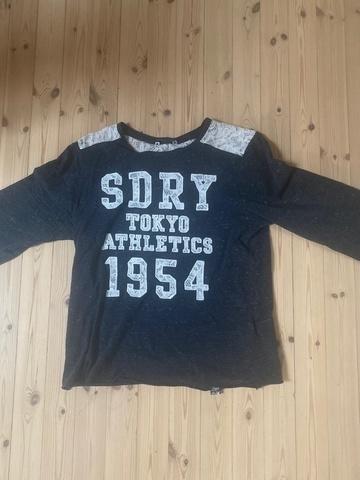 SDRY
TOKYO
ATHLETICS
1954